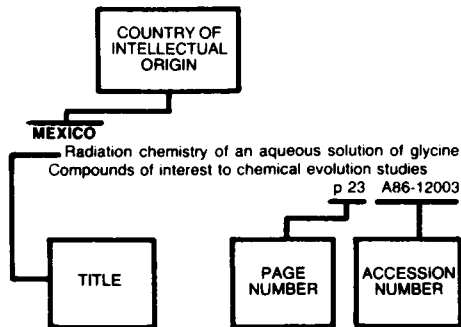 COUNTRY OF
INTELLECTUAL
ORIGIN
MEXICO
Radiation chemistry of an aqueous solution of glycine
Compounds of interest to chemical evolution studies
p 23 A86-12003
TITLE
PAGE
NUMBER
ACCESSION
NUMBER